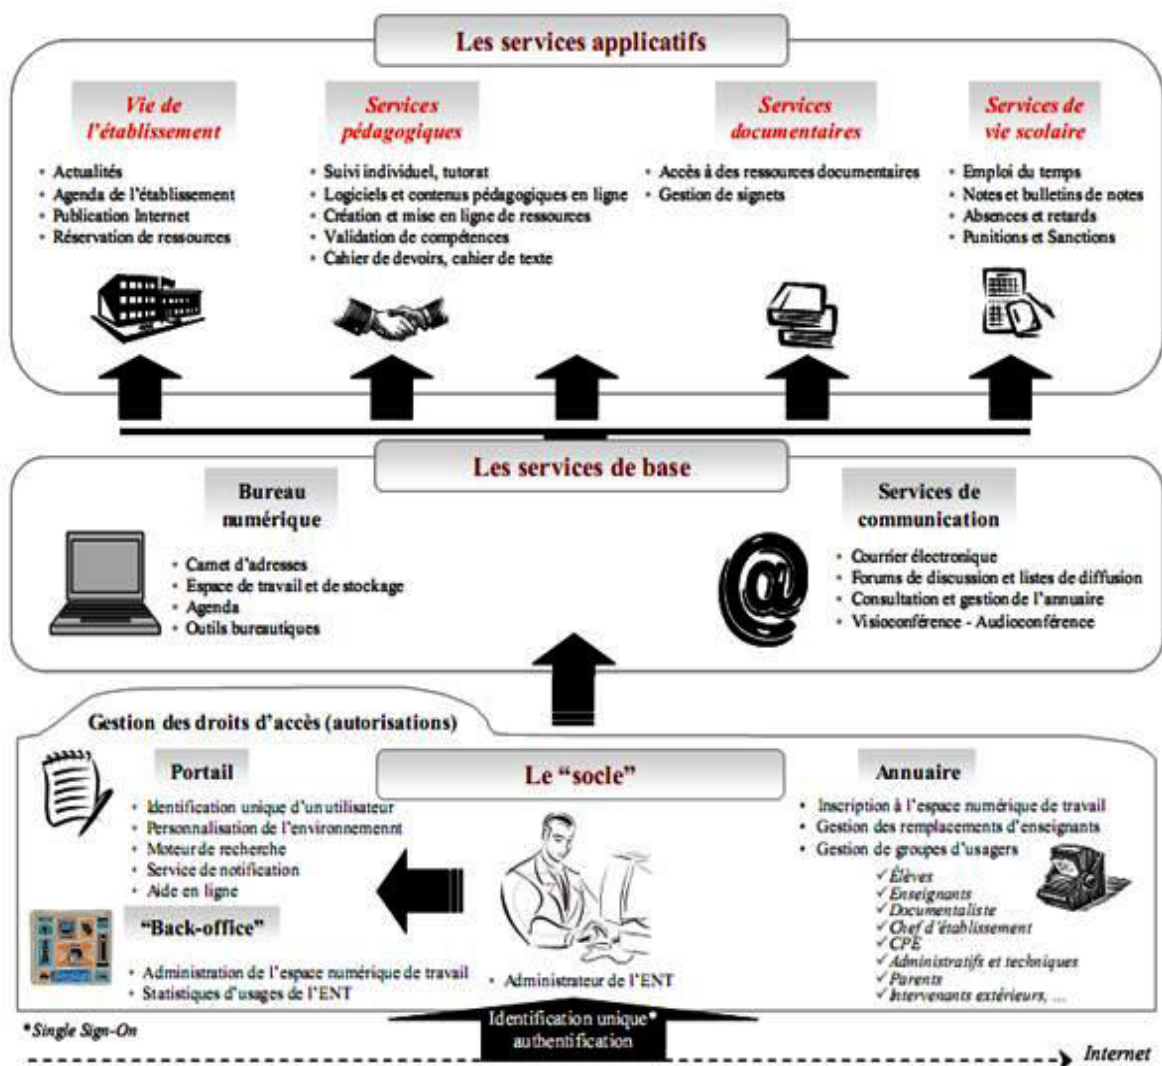 Les services applicatifs
Vie de
l'établissement
• Actualités
• Agenda de l'établissement
• Publication Internet
• Réservation de ressources
Services
pédagogiques
• Suivi individuel, tutorat
• Logiciels et contenus pédagogiques en ligne
• Création et mise en ligne de ressources
• Validation de compétences
• Cahier de devoirs, cahier de texte
Services
documentaires
• Accès à des ressources documentaires
• Gestion de signets
Services de
vie scolaire
• Emploi du temps
• Notes et bulletins de notes
• Absences et retards
• Punitions et Sanctions
Les services de base
Bureau
numérique
• Carnet d'adresses
• Espace de travail et de stockage
• Agenda
• Outils bureautiques
Services de
communication
• Courrier électronique
• Forums de discussion et listes de diffusion
• Consultation et gestion de l'annuaire
• Visioconférence - Audioconférence
Gestion des droits d'accès (autorisations)
Le "socle"
Portail
• Identification unique d'un utilisateur
• Personnalisation de l'environnemennt
• Moteur de recherche
• Service de notification
• Aide en ligne
"Back-office"
• Administration de l'espace numérique de travail
• Statistiques d'usages de l'ENT
• Administrateur de l'ENT
Annuaire
• Inscription à l'espace numérique de travail
• Gestion des remplacements d'enseignants
• Gestion de groupes d'usagers
✓ Élèves
✓ Enseignants
✓ Documentaliste
✓ Chef d'établissement
✓ CPE
✓ Administratifs et techniques
✓ Parents
✓ Intervenants extérieurs, ...
Identification unique*
authentification
*Single Sign-On
Internet